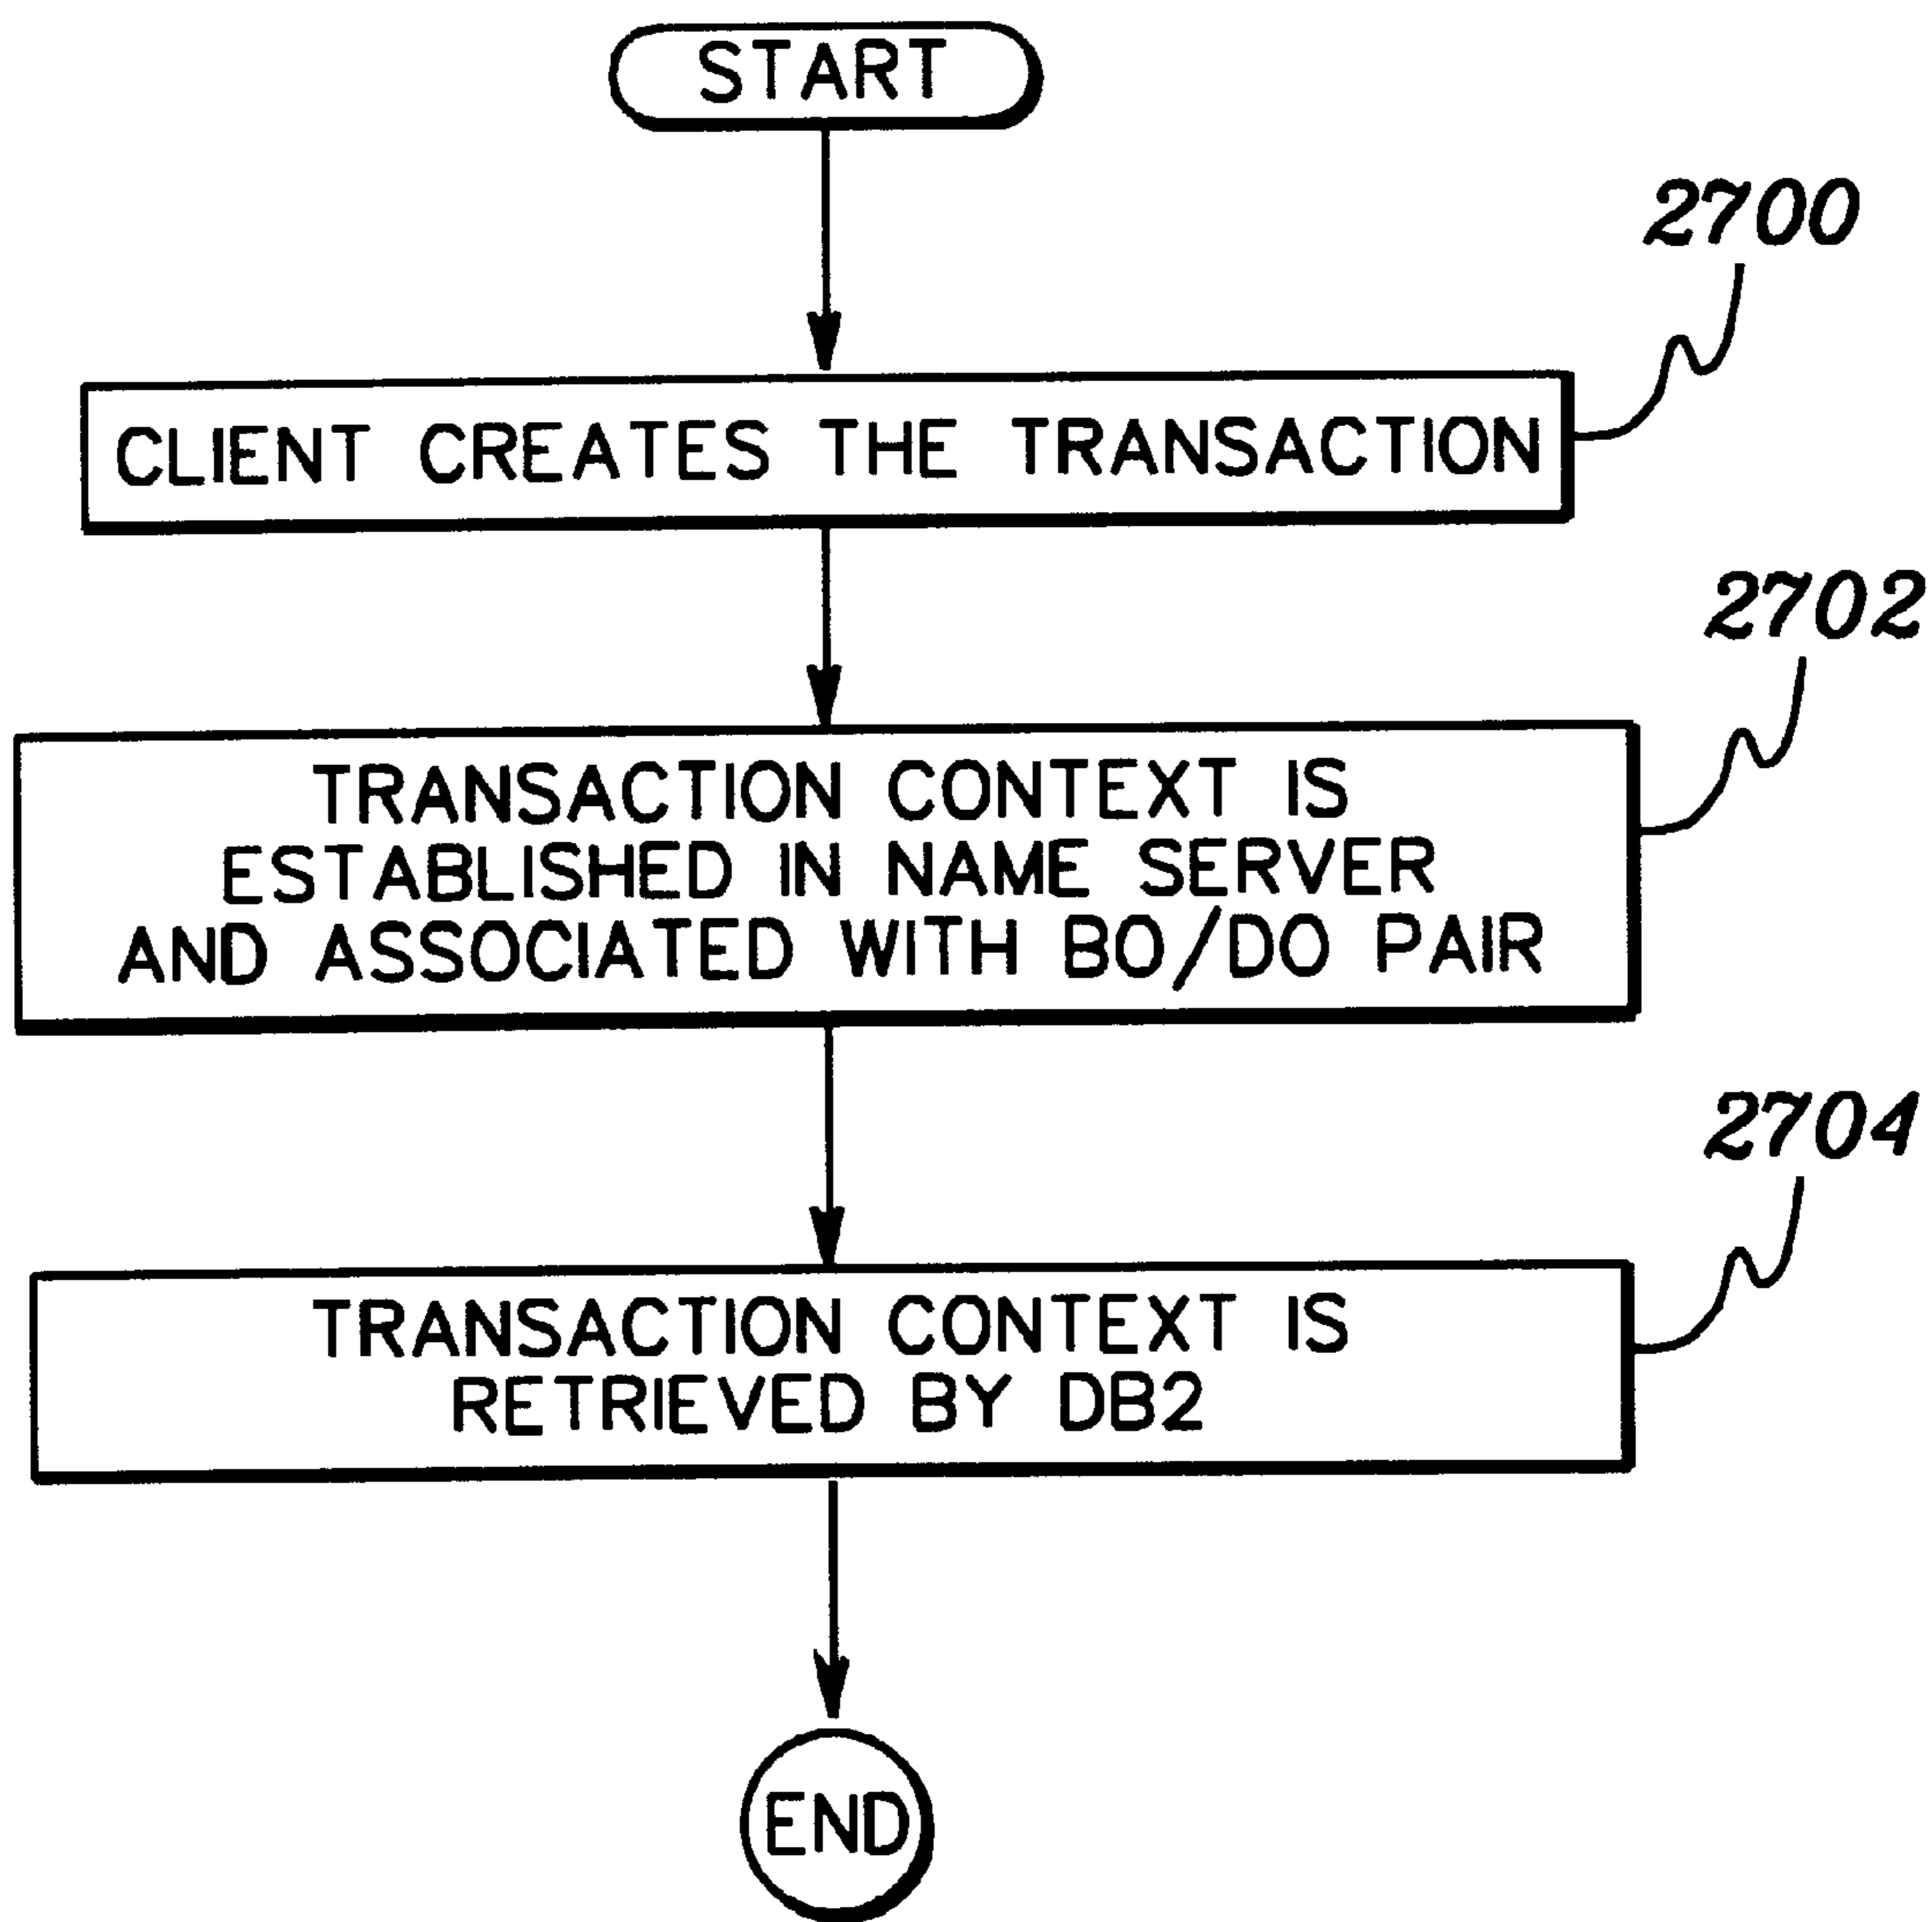 START
2700
CLIENT CREATES THE TRANSACTION
2702
TRANSACTION CONTEXT IS
ESTABLISHED IN NAME SERVER
AND ASSOCIATED WITH BO/DO PAIR
2704
TRANSACTION CONTEXT IS
RETRIEVED BY DB2
END